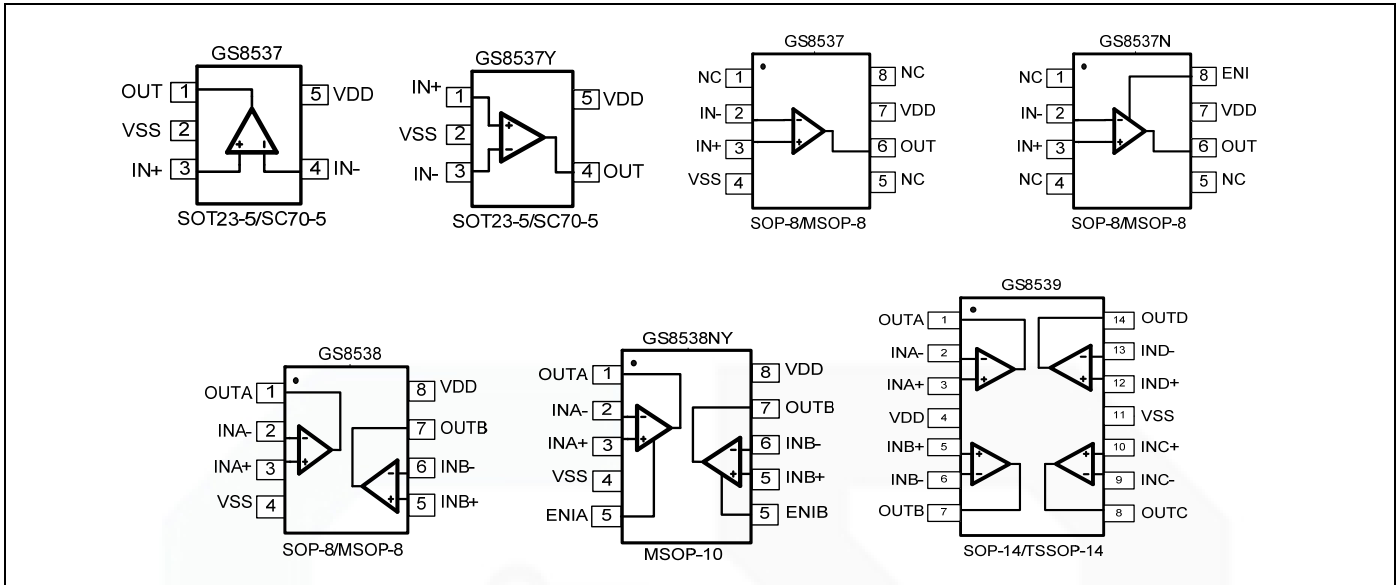 GS8537
OUT 1
VSS 2
IN+ 3
5 VDD
4 IN-
+ -
SOT23-5/SC70-5
GS8537Y
IN+ 1
VSS 2
IN- 3
5 VDD
4 OUT
+
-
SOT23-5/SC70-5
GS8537
NC 1
IN- 2
IN+ 3
VSS 4
8 NC
7 VDD
6 OUT
5 NC
-
+
SOP-8/MSOP-8
GS8537N
NC 1
IN- 2
IN+ 3
NC 4
8 ENI
7 VDD
6 OUT
5 NC
-
+
SOP-8/MSOP-8
GS8538
OUTA 1
INA- 2
INA+ 3
VSS 4
8 VDD
7 OUTB
6 INB-
5 INB+
-
+
-
+
SOP-8/MSOP-8
GS8538NY
OUTA 1
INA- 2
INA+ 3
VSS 4
ENIA 5
8 VDD
7 OUTB
6 INB-
5 INB+
5 ENIB
-
+
-
+
MSOP-10
GS8539
OUTA 1
INA- 2
INA+ 3
VDD 4
INB+ 5
INB- 6
OUTB 7
14 OUTD
13 IND-
12 IND+
11 VSS
10 INC+
9 INC-
8 OUTC
-
+
-
+
+
-
+
-
SOP-14/TSSOP-14